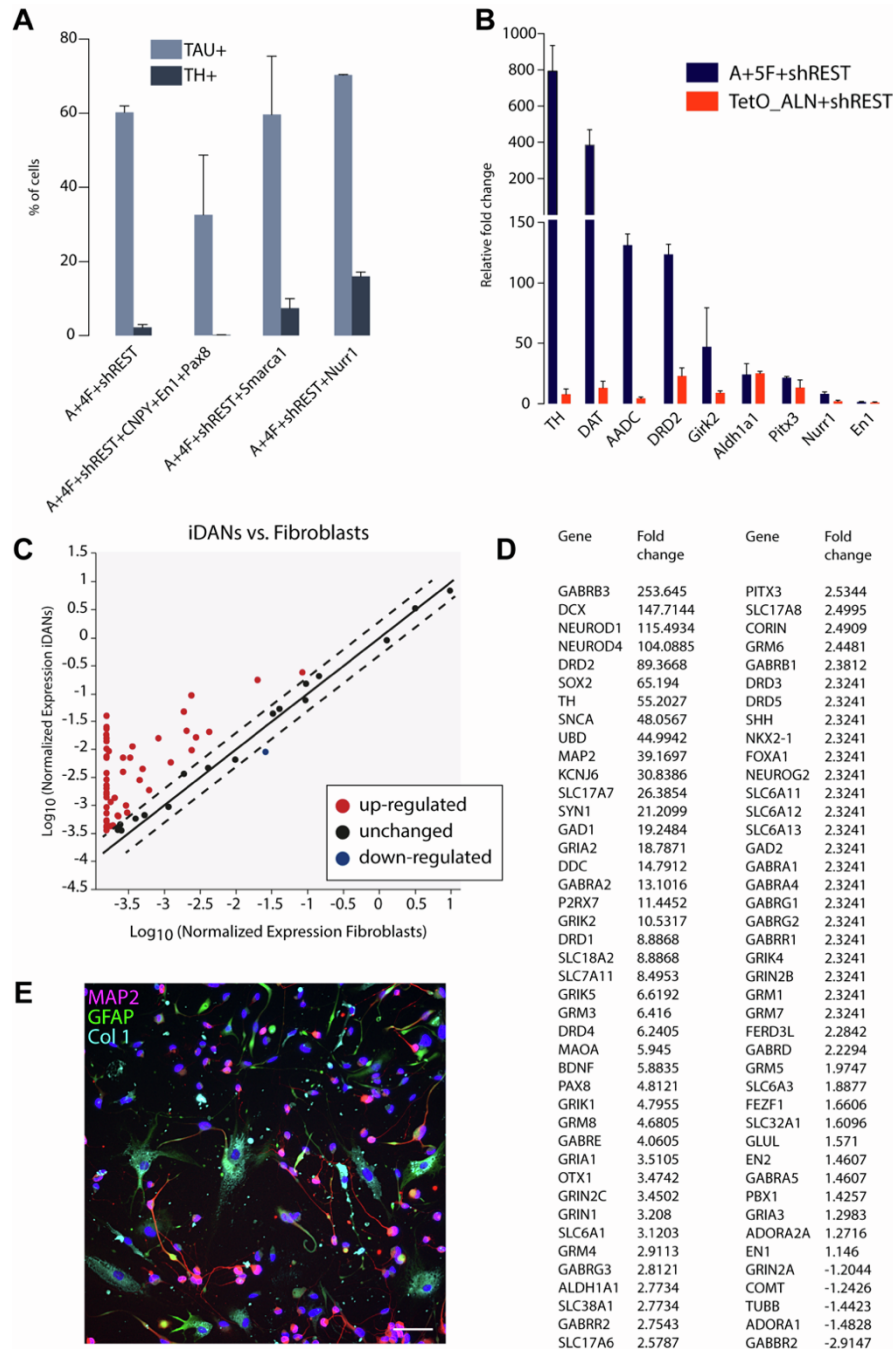 A
80
60
40
20
0
% of cells
TAU+
TH+
A+4F+shREST
A+4F+shREST+CNPY+En1+Pax8
A+4F+shREST+Smarca1
A+4F+shREST+Nurr1
B
1000
800
600
400
200
150
100
50
0
Relative fold change
A+5F+shREST
TetO_ALN+shREST
TH
DAT
AADC
DRD2
Girk2
Aldh1a1
Pitx3
Nurr1
En1
C
iDANs vs. Fibroblasts
1.5
1
0.5
0
-0.5
-1
-1.5
-2
-2.5
-3
-3.5
-4
-4.5
Log10 (Normalized Expression iDANs)
up-regulated
unchanged
down-regulated
-3.5 -3 -2.5 -2 -1.5 -1 -0.5 0 0.5 1
Log10 (Normalized Expression Fibroblasts)
D
Gene Fold change Gene Fold change
GABRB3 253.645 PITX3 2.5344
DCX 147.7144 SLC17A8 2.4995
NEUROD1 115.4934 CORIN 2.4909
NEUROD4 104.0885 GRM6 2.4481
DRD2 89.3668 GABRB1 2.3812
SOX2 65.194 DRD3 2.3241
TH 55.2027 DRD5 2.3241
SNCA 48.0567 SHH 2.3241
UBD 44.9942 NKX2-1 2.3241
MAP2 39.1697 FOXA1 2.3241
KCNJ6 30.8386 NEUROG2 2.3241
SLC17A7 26.3854 SLC6A11 2.3241
SYN1 21.2099 SLC6A12 2.3241
GAD1 19.2484 SLC6A13 2.3241
GRIA2 18.7871 GAD2 2.3241
DDC 14.7912 GABRA1 2.3241
GABRA2 13.1016 GABRA4 2.3241
P2RX7 11.4452 GABRG1 2.3241
GRIK2 10.5317 GABRG2 2.3241
DRD1 8.8868 GABRR1 2.3241
SLC18A2 8.8868 GRIK4 2.3241
SLC7A11 8.4953 GRIN2B 2.3241
GRIK5 6.6192 GRM1 2.3241
GRM3 6.416 GRM7 2.3241
DRD4 6.2405 FERD3L 2.2842
MAOA 5.945 GABRD 2.2294
BDNF 5.8835 GRM5 1.9747
PAX8 4.8121 SLC6A3 1.8877
GRIK1 4.7955 FEZF1 1.6606
GRM8 4.6805 SLC32A1 1.6096
GABRE 4.0605 GLUL 1.571
GRIA1 3.5105 EN2 1.4607
OTX1 3.4742 GABRA5 1.4607
GRIN2C 3.4502 PBX1 1.4257
GRIN1 3.208 GRIA3 1.2983
SLC6A1 3.1203 ADORA2A 1.2716
GRM4 2.9113 EN1 1.146
GABRG3 2.8121 GRIN2A -1.2044
ALDH1A1 2.7734 COMT -1.2426
SLC38A1 2.7734 TUBB -1.4423
GABRR2 2.7543 ADORA1 -1.4828
SLC17A6 2.5787 GABBR2 -2.9147
E
MAP2
GFAP
Col 1